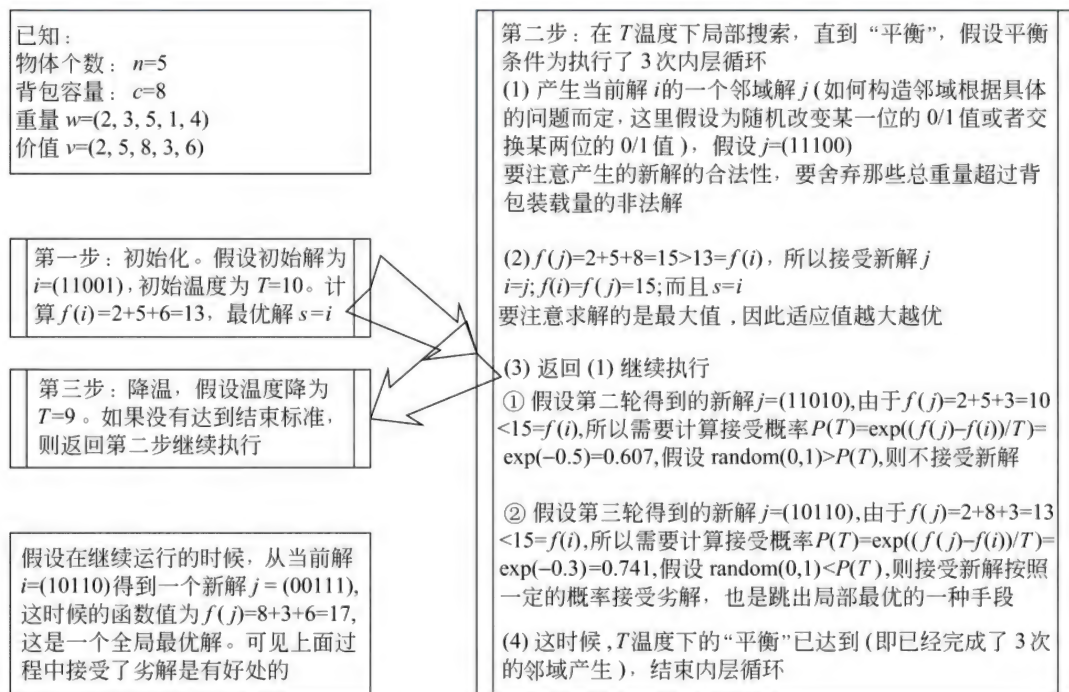 已知：
物体个数：n=5
背包容量：c=8
重量 w=(2, 3, 5, 1, 4)
价值 v=(2, 5, 8, 3, 6)
第一步：初始化。假设初始解为
i=(11001), 初始温度为 T=10。计
算 f(i)=2+5+6=13，最优解 s=i
第三步：降温，假设温度降为
T=9。如果没有达到结束标准，
则返回第二步继续执行
假设在继续运行的时候，从当前解
i=(10110)得到一个新解 j = (00111),
这时候的函数值为 f(j)=8+3+6=17,
这是一个全局最优解。可见上面过
程中接受了劣解是有好处的
第二步：在 T温度下局部搜索，直到“平衡”，假设平衡
条件为执行了 3次内层循环
(1) 产生当前解 i的一个邻域解 j (如何构造邻域根据具体
的问题而定，这里假设为随机改变某一位的 0/1值或者交
换某两位的 0/1值)，假设 j=(11100)
要注意产生的新解的合法性，要舍弃那些总重量超过背
包装载量的非法解
(2) f(j)=2+5+8=15>13=f(i)，所以接受新解 j
i=j; f(i)=f(j)=15;而且 s=i
要注意求解的是最大值 ,因此适应值越大越优
(3) 返回 (1) 继续执行
① 假设第二轮得到的新解 j=(11010),由于 f(j)=2+5+3=10
<15=f(i),所以需要计算接受概率P(T)=exp((f(j)–f(i))/T)=
exp(–0.5)=0.607,假设 random(0,1)>P(T),则不接受新解
② 假设第三轮得到的新解 j=(10110),由于 f(j)=2+8+3=13
<15=f(i),所以需要计算接受概率P(T)=exp((f(j)–f(i))/T)=
exp(–0.3)=0.741,假设 random(0,1)<P(T),则接受新解按照
一定的概率接受劣解，也是跳出局部最优的一种手段
(4) 这时候 ,T温度下的“平衡”已达到 (即已经完成了 3次
的邻域产生)，结束内层循环